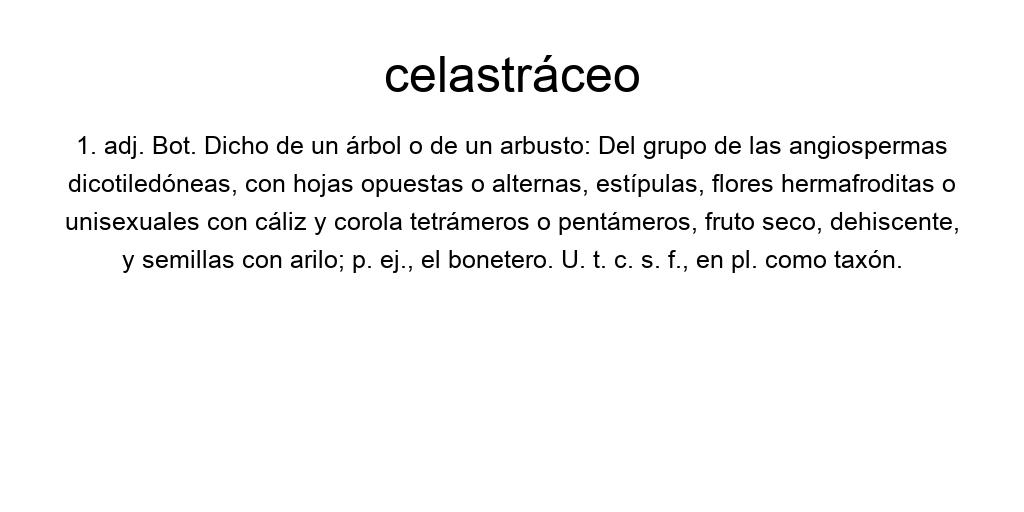 celastráceo
1. adj. Bot. Dicho de un árbol o de un arbusto: Del grupo de las angiospermas
dicotiledóneas, con hojas opuestas o alternas, estípulas, flores hermafroditas o
unisexuales con cáliz y corola tetrámeros o pentámeros, fruto seco, dehiscente,
y semillas con arilo; p. ej., el bonetero. U. t. c. s. f., en pl. como taxón.